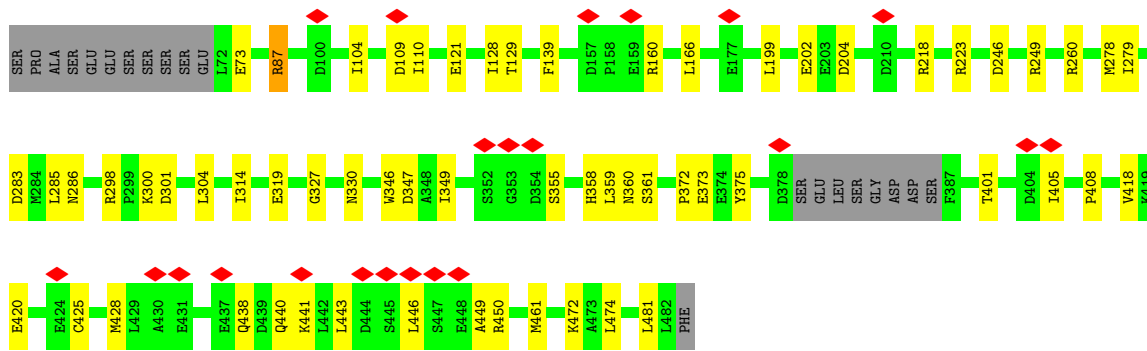 SER PRO ALA SER GLU GLU SER SER SER SER GLU L72 E73 R87 D100 I104 D109 I110 E121 I128 T129 F139 D157 P158 E159 R160 L166 E177 L199 E202 E203 D204 D210 R218 R223 D246 R249 R260 M278 I279
D283 M284 L285 N286 R298 P299 K300 D301 L304 I314 E319 G327 N330 W346 D347 A348 I349 S352 G353 D354 S355 H358 L359 N360 S361 P372 E373 E374 Y375 D378 SER GLU LEU SER GLY ASP ASP SER F387 T401 D404 I405 P408 V418 K419
E420 E424 C425 M428 L429 A430 E431 E437 Q438 D439 Q440 K441 L442 L443 D444 S445 L446 S447 E448 A449 R450 M461 K472 A473 L474 L481 L482 PHE